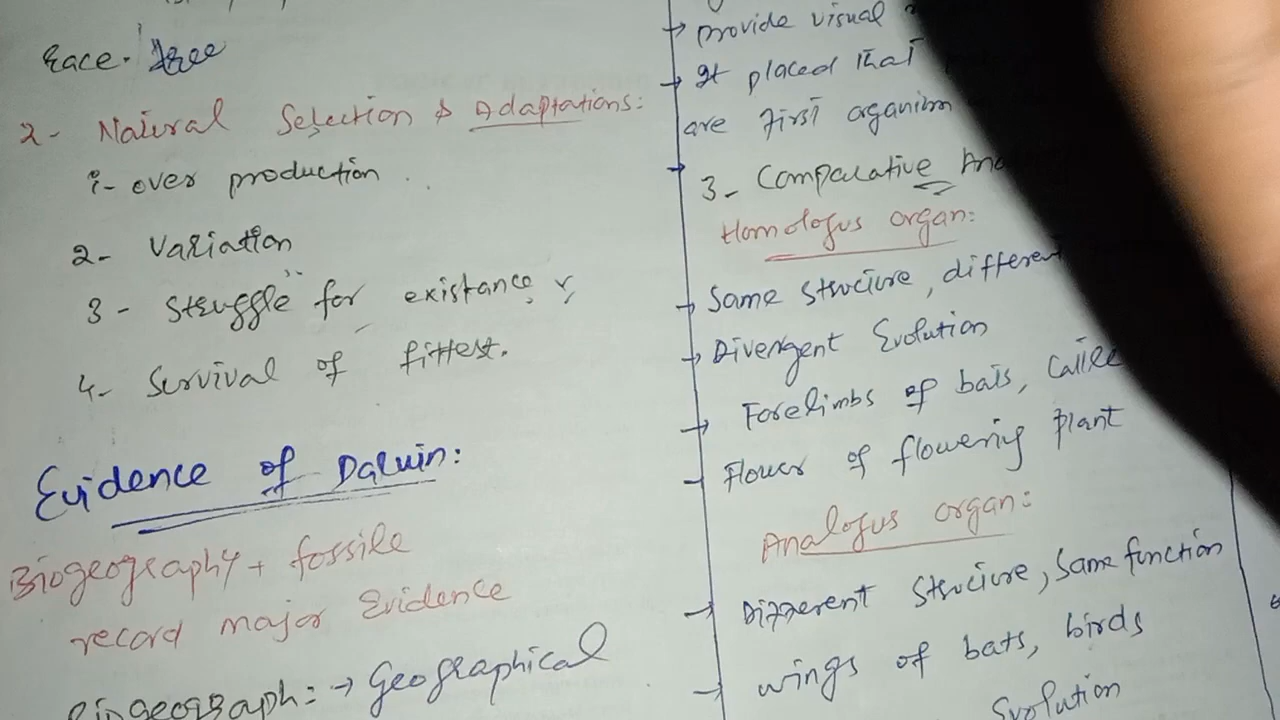 race. tree
2- Natural Selection & Adaptations:
i- over production
2- Variation
3- Struggle for existance
4- Survival of fittest.
Evidence of Darwin:
Biogeography + fossile
record major Evidence
Biogeograph: → Geographical
→ provide visual
→ It placed that
are first organism
→ 3- Comparative
Homologus organ:
→ Same structure, different
→ Divergent Evolution
→ Forelimbs of bats, Cattle
→ Flower of flowering plant
Analogus organ:
→ Different structure, Same function
→ wings of bats, birds
Evolution